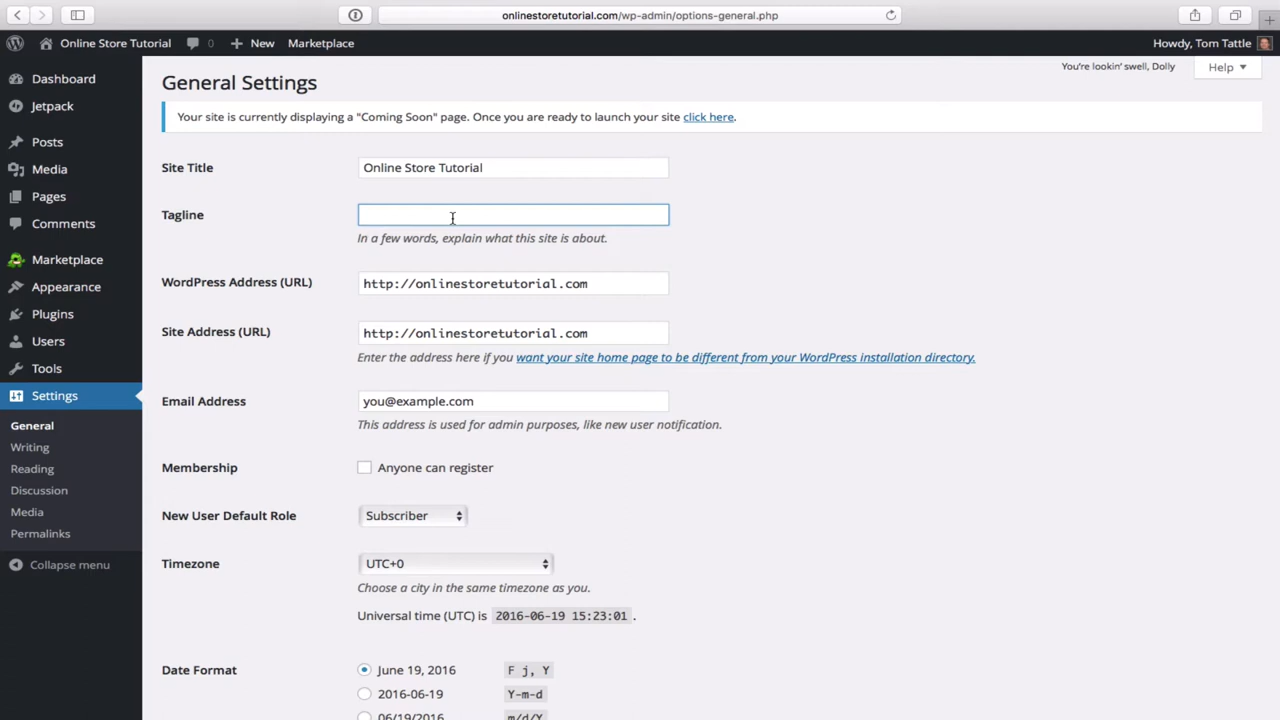 onlinestoretutorial.com/wp-admin/options-general.php
Online Store Tutorial 0 New Marketplace Howdy, Tom Tattle
Dashboard
Jetpack
Posts
Media
Pages
Comments
Marketplace
Appearance
Plugins
Users
Tools
Settings
General
Writing
Reading
Discussion
Media
Permalinks
Collapse menu
You're lookin' swell, Dolly Help
General Settings
Your site is currently displaying a "Coming Soon" page. Once you are ready to launch your site click here.
Site Title Online Store Tutorial
Tagline
In a few words, explain what this site is about.
WordPress Address (URL) http://onlinestoretutorial.com
Site Address (URL) http://onlinestoretutorial.com
Enter the address here if you want your site home page to be different from your WordPress installation directory.
Email Address you@example.com
This address is used for admin purposes, like new user notification.
Membership Anyone can register
New User Default Role Subscriber
Timezone UTC+0
Choose a city in the same timezone as you.
Universal time (UTC) is 2016-06-19 15:23:01 .
Date Format June 19, 2016 F j, Y
2016-06-19 Y-m-d
06/19/2016 m/d/Y